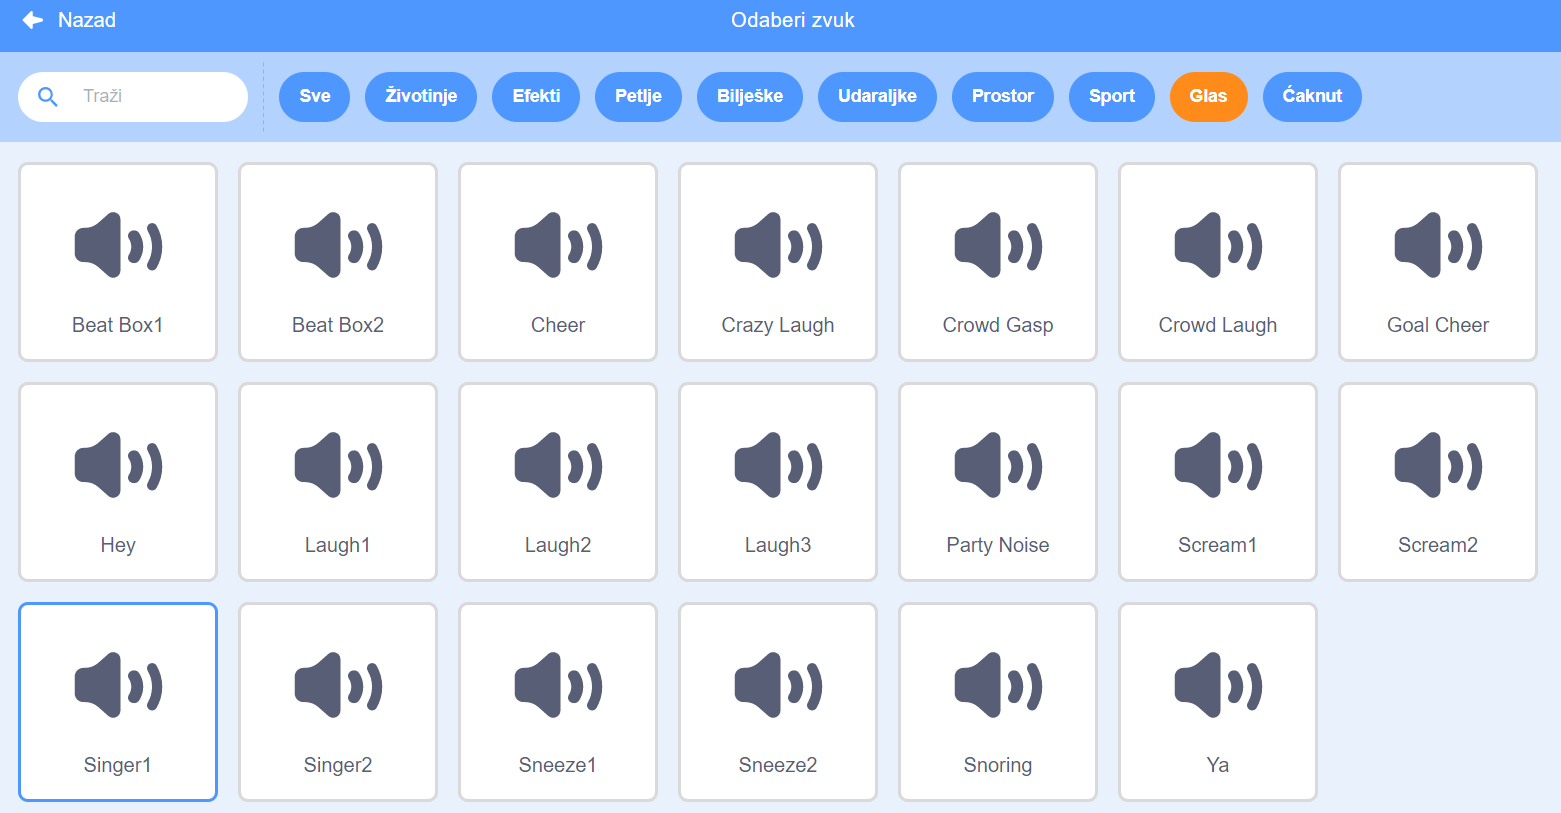 Nazad
Odaberi zvuk
Traži
Sve Životinje Efekti Petlje Bilješke Udaraljke Prostor Sport Glas Ćaknut
Beat Box1 Beat Box2 Cheer Crazy Laugh Crowd Gasp Crowd Laugh Goal Cheer
Hey Laugh1 Laugh2 Laugh3 Party Noise Scream1 Scream2
Singer1 Singer2 Sneeze1 Sneeze2 Snoring Ya